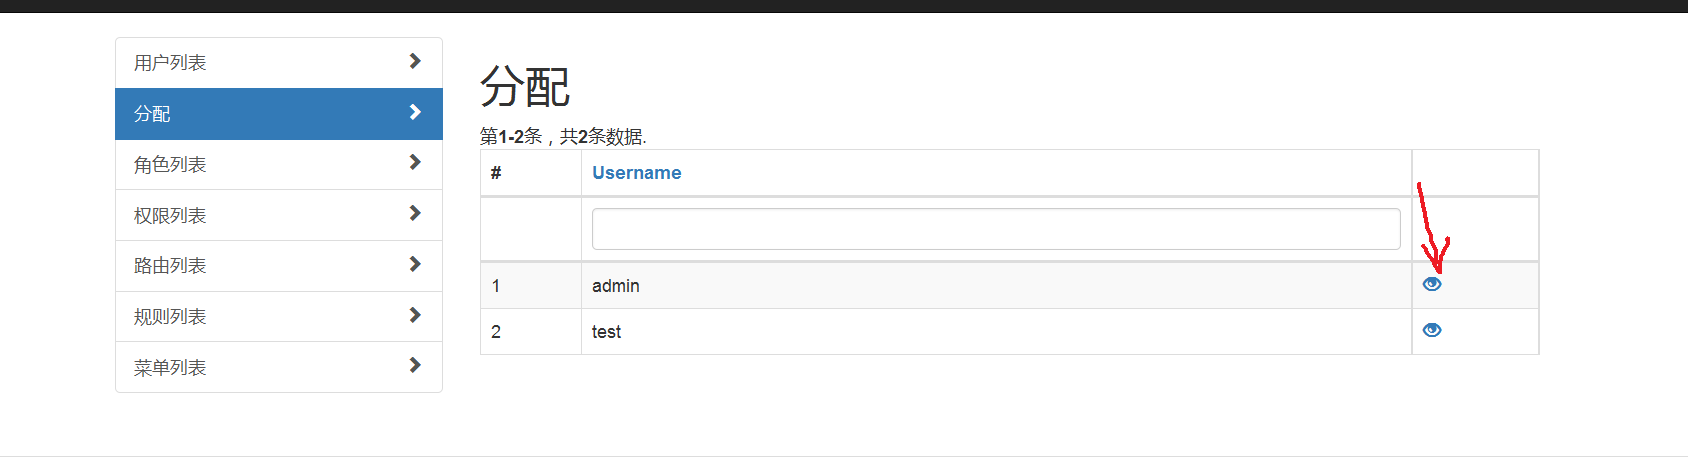 用户列表
分配
角色列表
权限列表
路由列表
规则列表
菜单列表
分配
第1-2条，共2条数据.
# Username
1 admin
2 test